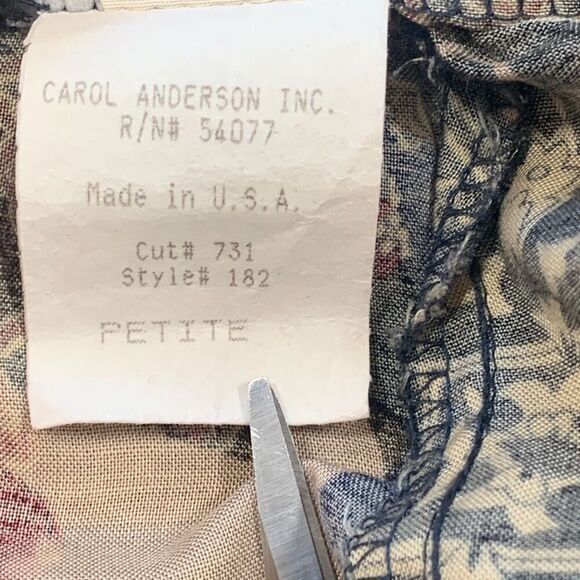 CAROL ANDERSON INC.
R/N# 54077
Made in U.S.A.
Cut# 731
Style# 182
PETITE